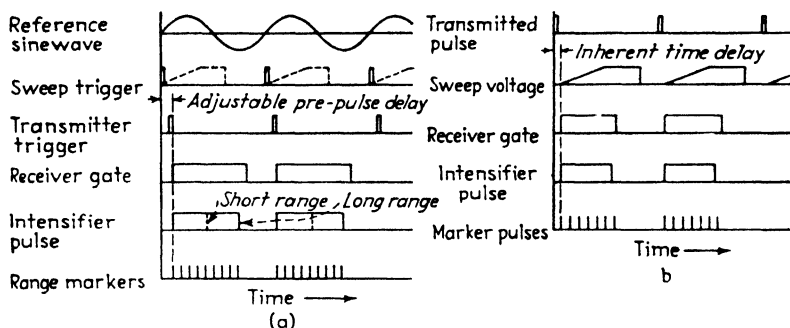 Reference
sinewave
Sweep trigger
Adjustable pre-pulse delay
Transmitter
trigger
Receiver gate
Short range, Long range
Intensifier
pulse
Range markers
Time
(a)
Transmitted
pulse
Inherent time delay
Sweep voltage
Receiver gate
Intensifier
pulse
Marker pulses
Time
b